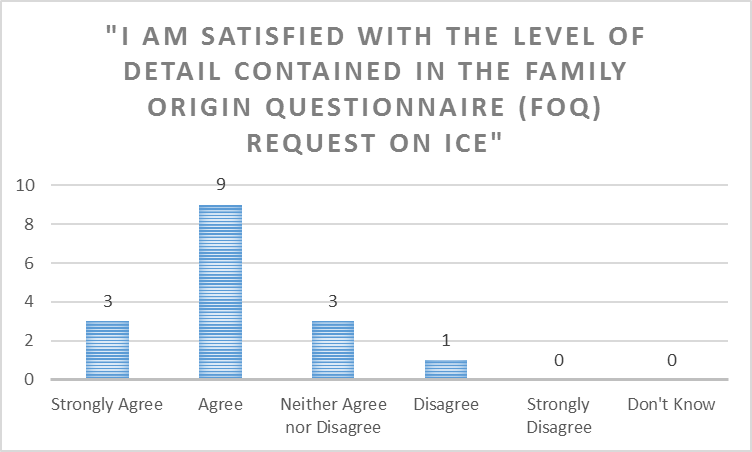 "I AM SATISFIED WITH THE LEVEL OF
DETAIL CONTAINED IN THE FAMILY
ORIGIN QUESTIONNAIRE (FOQ)
REQUEST ON ICE"
10
8
6
4
2
0
3
9
3
1
0
0
Strongly Agree
Agree
Neither Agree
nor Disagree
Disagree
Strongly
Disagree
Don't Know